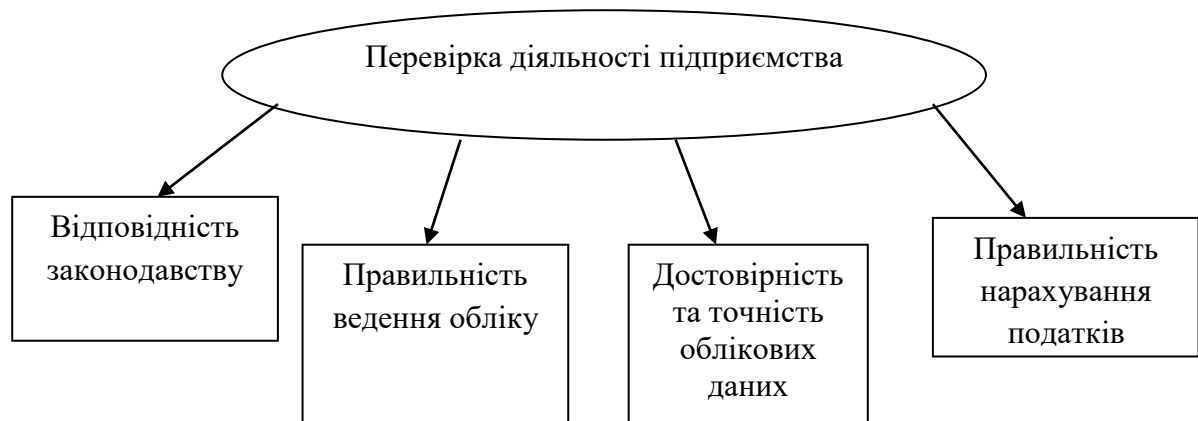 Перевірка діяльності підприємства
Відповідність
законодавству
Правильність
ведення обліку
Достовірність
та точність
облікових
даних
Правильність
нарахування
податків